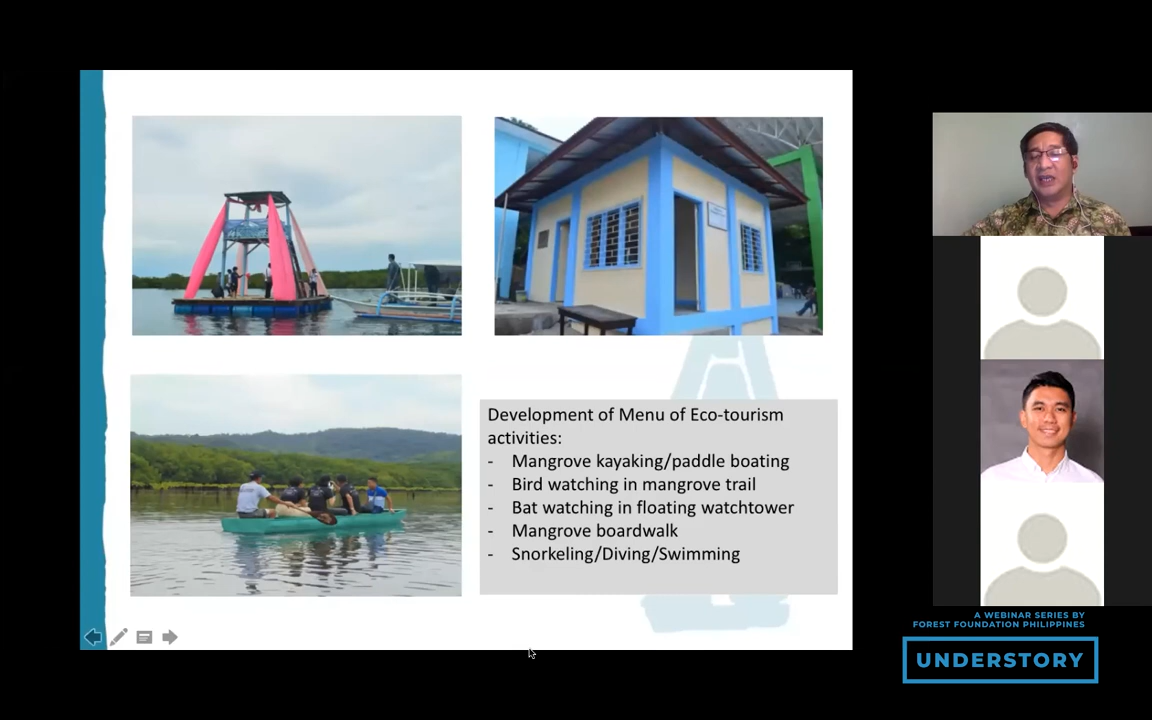 Development of Menu of Eco-tourism
activities:
- Mangrove kayaking/paddle boating
- Bird watching in mangrove trail
- Bat watching in floating watchtower
- Mangrove boardwalk
- Snorkeling/Diving/Swimming
A WEBINAR SERIES BY
FOREST FOUNDATION PHILIPPINES
UNDERSTORY